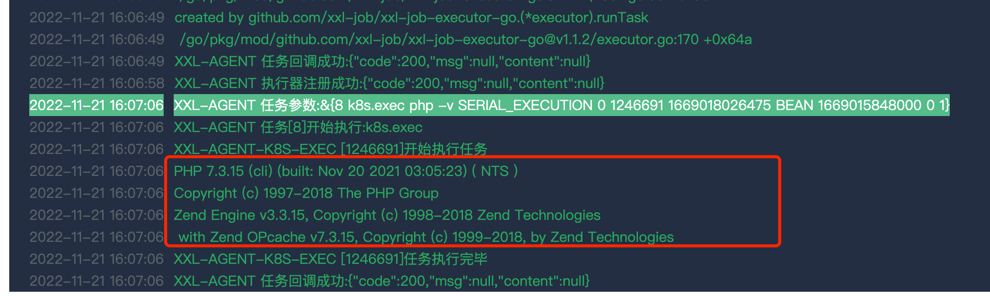 2022-11-21 16:06:49 created by github.com/xxl-job/xxl-job-executor-go.(*executor).runTask
2022-11-21 16:06:49 /go/pkg/mod/github.com/xxl-job/xxl-job-executor-go@v1.1.2/executor.go:170 +0x64a
2022-11-21 16:06:49 XXL-AGENT 任务回调成功:{"code":200,"msg":null,"content":null}
2022-11-21 16:06:58 XXL-AGENT 执行器注册成功:{"code":200,"msg":null,"content":null}
2022-11-21 16:07:06 XXL-AGENT 任务参数:&{8 k8s.exec php -v SERIAL_EXECUTION 0 1246691 1669018026475 BEAN 1669015848000 0 1}
2022-11-21 16:07:06 XXL-AGENT 任务[8]开始执行:k8s.exec
2022-11-21 16:07:06 XXL-AGENT-K8S-EXEC [1246691]开始执行任务
2022-11-21 16:07:06 PHP 7.3.15 (cli) (built: Nov 20 2021 03:05:23) ( NTS )
2022-11-21 16:07:06 Copyright (c) 1997-2018 The PHP Group
2022-11-21 16:07:06 Zend Engine v3.3.15, Copyright (c) 1998-2018 Zend Technologies
2022-11-21 16:07:06 with Zend OPcache v7.3.15, Copyright (c) 1999-2018, by Zend Technologies
2022-11-21 16:07:06 XXL-AGENT-K8S-EXEC [1246691]任务执行完毕
2022-11-21 16:07:06 XXL-AGENT 任务回调成功:{"code":200,"msg":null,"content":null}